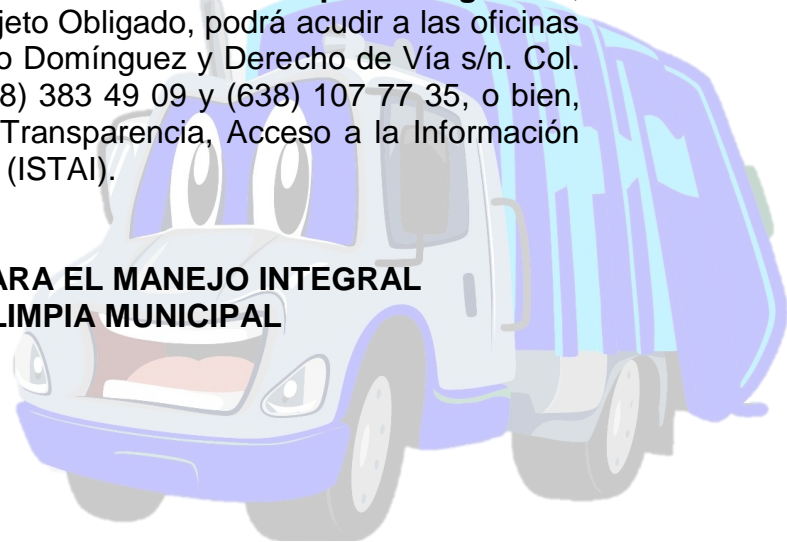 jeto Obligado, podrá acudir a las oficinas
o Domínguez y Derecho de Vía s/n. Col.
8) 383 49 09 y (638) 107 77 35, o bien,
Transparencia, Acceso a la Información
(ISTAI).
ARA EL MANEJO INTEGRAL
LIMPIA MUNICIPAL